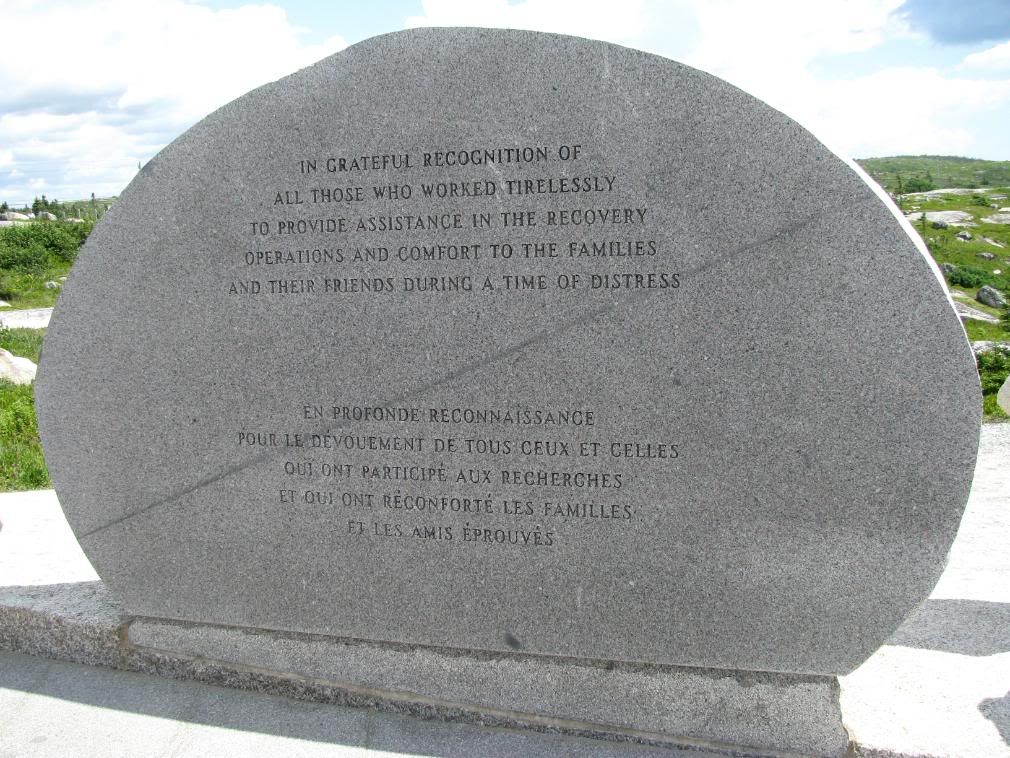 IN GRATEFUL RECOGNITION OF
ALL THOSE WHO WORKED TIRELESSLY
TO PROVIDE ASSISTANCE IN THE RECOVERY
OPERATIONS AND COMFORT TO THE FAMILIES
AND THEIR FRIENDS DURING A TIME OF DISTRESS
EN PROFONDE RECONNAISSANCE
POUR LE DÉVOUEMENT DE TOUS CEUX ET CELLES
QUI ONT PARTICIPÉ AUX RECHERCHES
ET QUI ONT RÉCONFORTÉ LES FAMILLES
ET LES AMIS ÉPROUVÉS